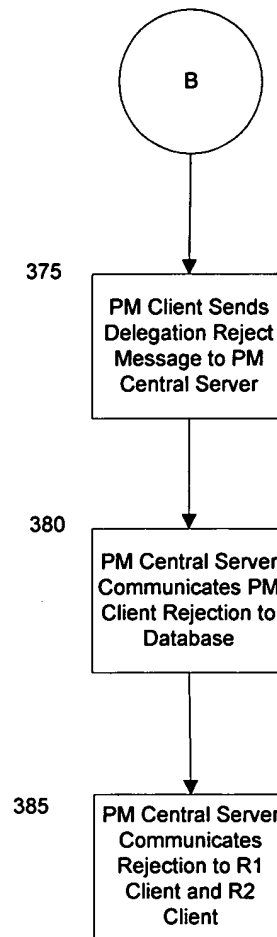 B
375
PM Client Sends
Delegation Reject
Message to PM
Central Server
380
PM Central Server
Communicates PM
Client Rejection to
Database
385
PM Central Server
Communicates
Rejection to R1
Client and R2
Client